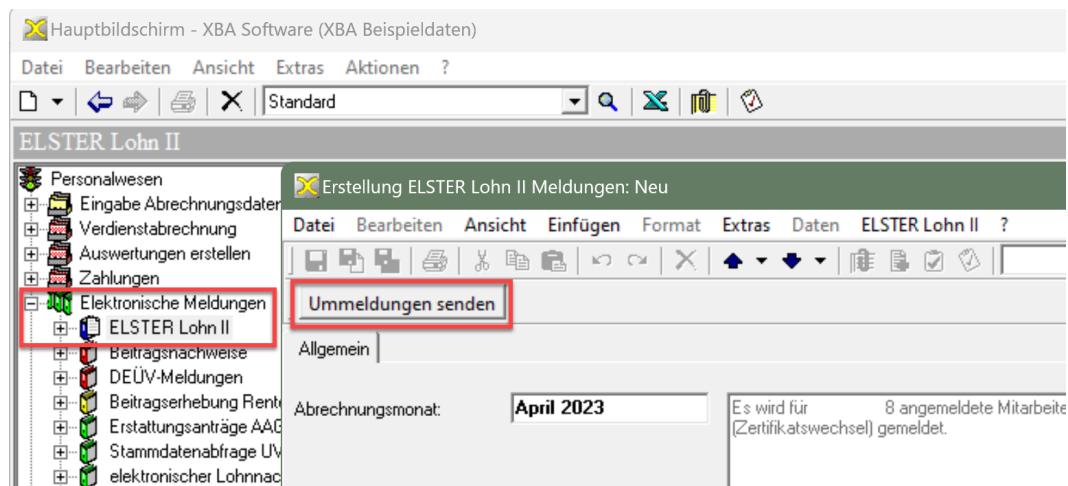 Hauptbildschirm - XBA Software (XBA Beispieldaten)
Datei Bearbeiten Ansicht Extras Aktionen ?
Standard
ELSTER Lohn II
Personalwesen
Eingabe Abrechnungsdaten
Verdienstabrechnung
Auswertungen erstellen
Zahlungen
Elektronische Meldungen
ELSTER Lohn II
Beitragsnachweise
DEÜV-Meldungen
Beitragserhebung Rente
Erstattungsanträge AAG
Stammdatenabfrage UV
elektronischer Lohnnac
Erstellung ELSTER Lohn II Meldungen: Neu
Datei Bearbeiten Ansicht Einfügen Format Extras Daten ELSTER Lohn II ?
Ummeldungen senden
Allgemein
Abrechnungsmonat: April 2023
Es wird für 8 angemeldete Mitarbeite
(Zertifikatswechsel) gemeldet.